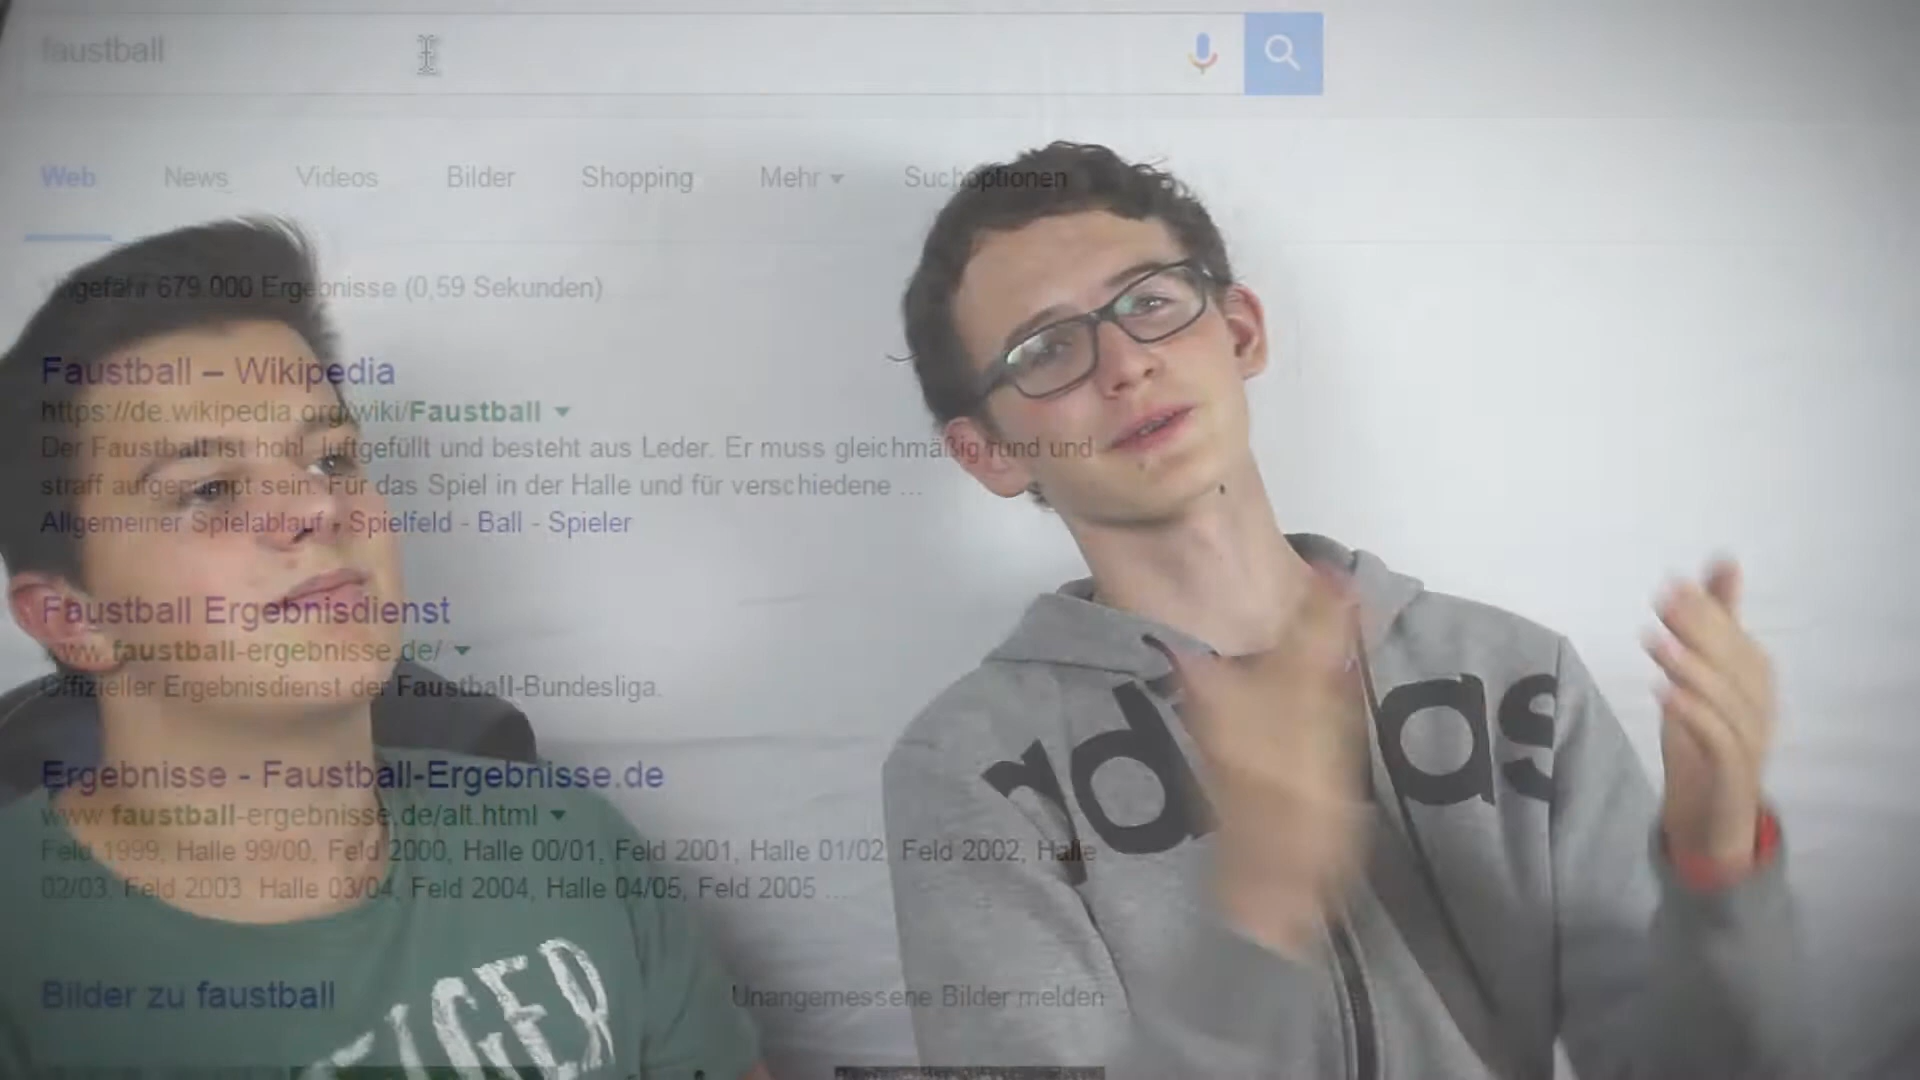 faustball
Web News Videos Bilder Shopping Mehr Suchoptionen
Ungefähr 679.000 Ergebnisse (0,59 Sekunden)
Faustball – Wikipedia
https://de.wikipedia.org/wiki/Faustball
Der Faustball ist hohl, luftgefüllt und besteht aus Leder. Er muss gleichmäßig rund und
straff aufgepumpt sein. Für das Spiel in der Halle und für verschiedene ...
Allgemeiner Spielablauf - Spielfeld - Ball - Spieler
Faustball Ergebnisdienst
www.faustball-ergebnisse.de/
Offizieller Ergebnisdienst der Faustball-Bundesliga.
Ergebnisse - Faustball-Ergebnisse.de
www.faustball-ergebnisse.de/alt.html
Feld 1999, Halle 99/00, Feld 2000, Halle 00/01, Feld 2001, Halle 01/02, Feld 2002, Halle
02/03, Feld 2003, Halle 03/04, Feld 2004, Halle 04/05, Feld 2005 ...
Bilder zu faustball Unangemessene Bilder melden